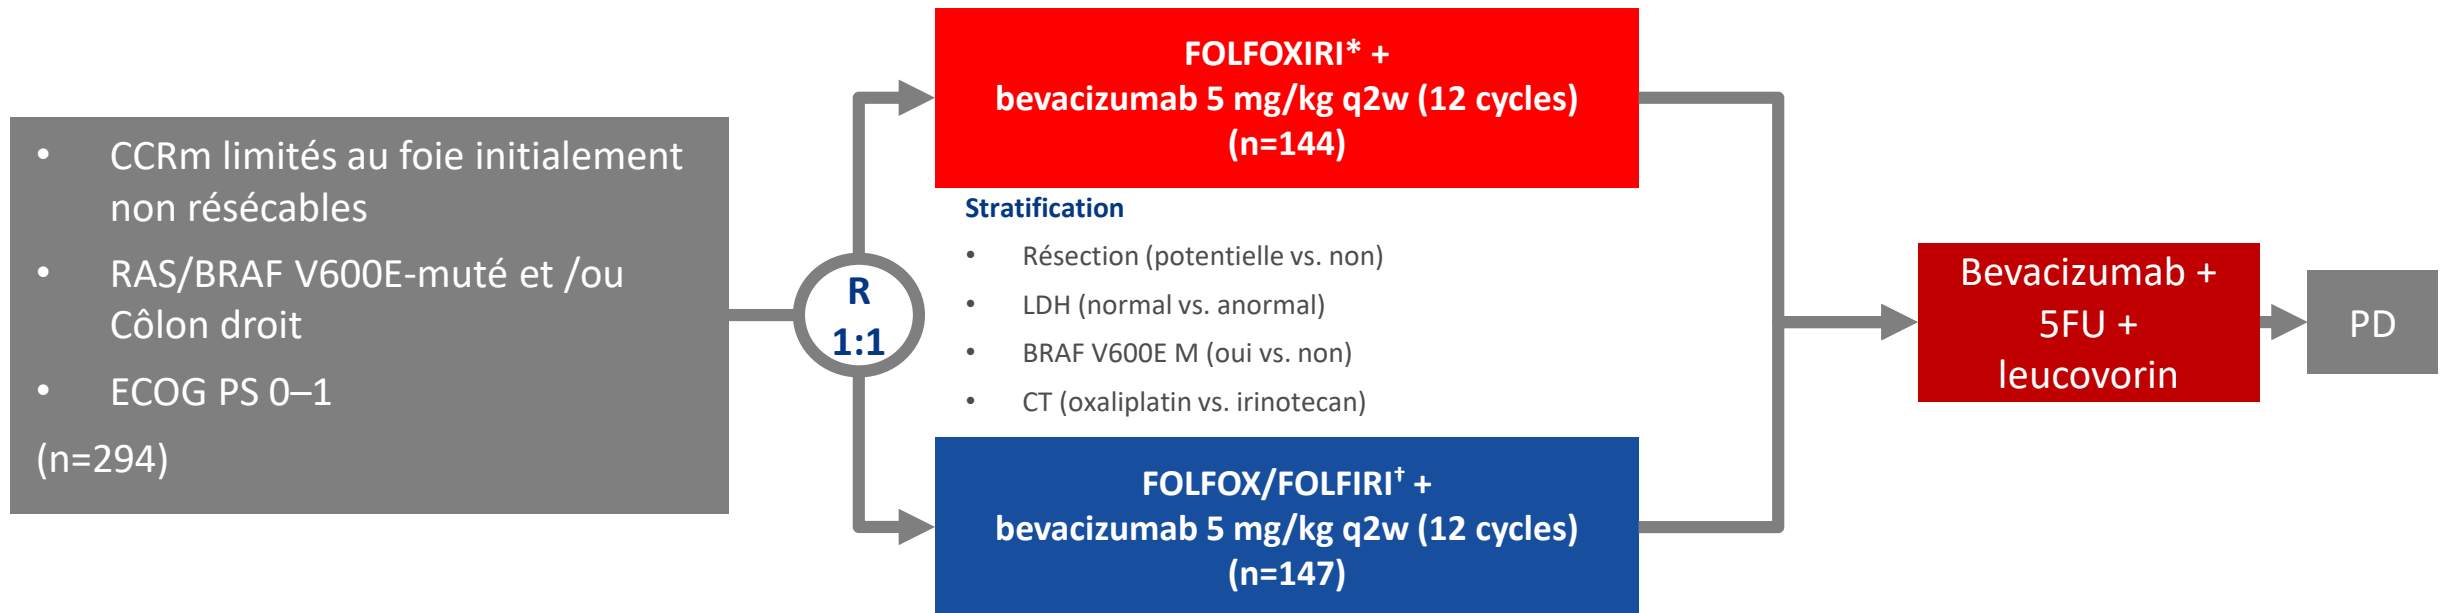 • CCRm limités au foie initialement
non résécables
• RAS/BRAF V600E-muté et /ou
Côlon droit
• ECOG PS 0–1
(n=294)
R
1:1
FOLFOXIRI* +
bevacizumab 5 mg/kg q2w (12 cycles)
(n=144)
Stratification
• Résection (potentielle vs. non)
• LDH (normal vs. anormal)
• BRAF V600E M (oui vs. non)
• CT (oxaliplatin vs. irinotecan)
FOLFOX/FOLFIRI† +
bevacizumab 5 mg/kg q2w (12 cycles)
(n=147)
Bevacizumab +
5FU +
leucovorin
PD